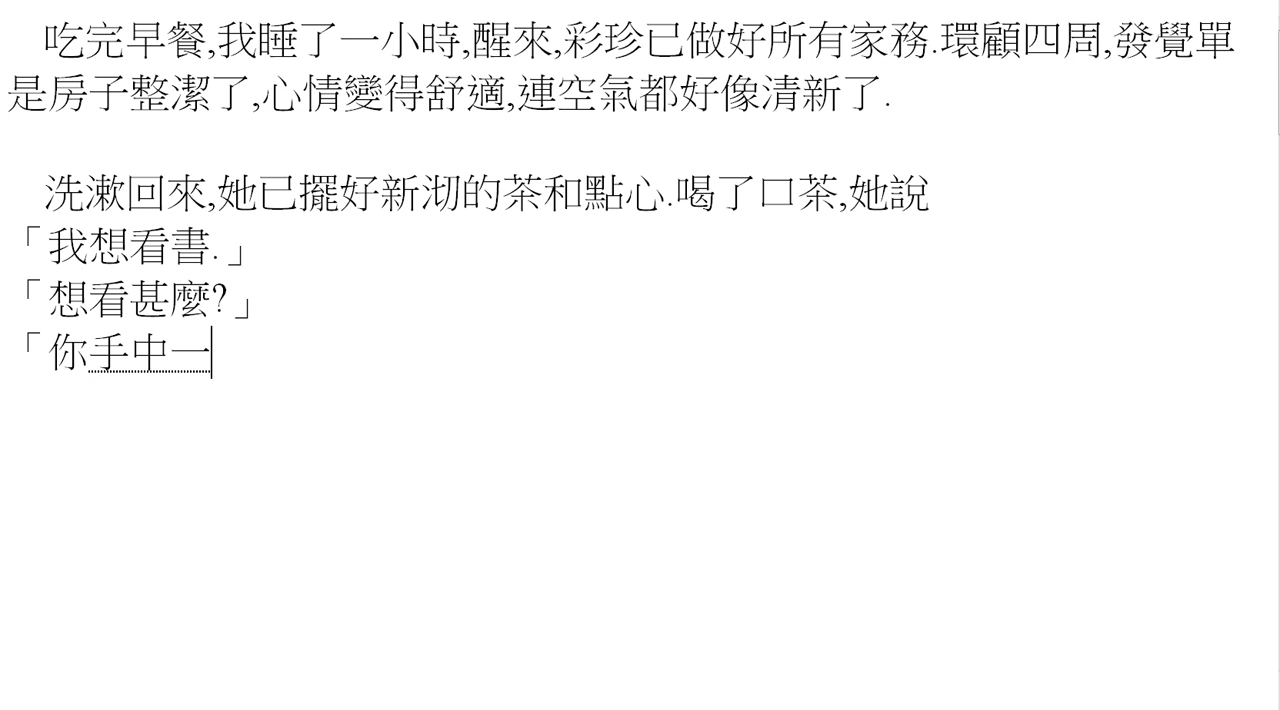 吃完早餐,我睡了一小時,醒來,彩珍已做好所有家務.環顧四周,發覺單
是房子整潔了,心情變得舒適,連空氣都好像清新了.
洗漱回來,她已擺好新沏的茶和點心.喝了口茶,她說
「我想看書.」
「想看甚麼?」
「你手中一